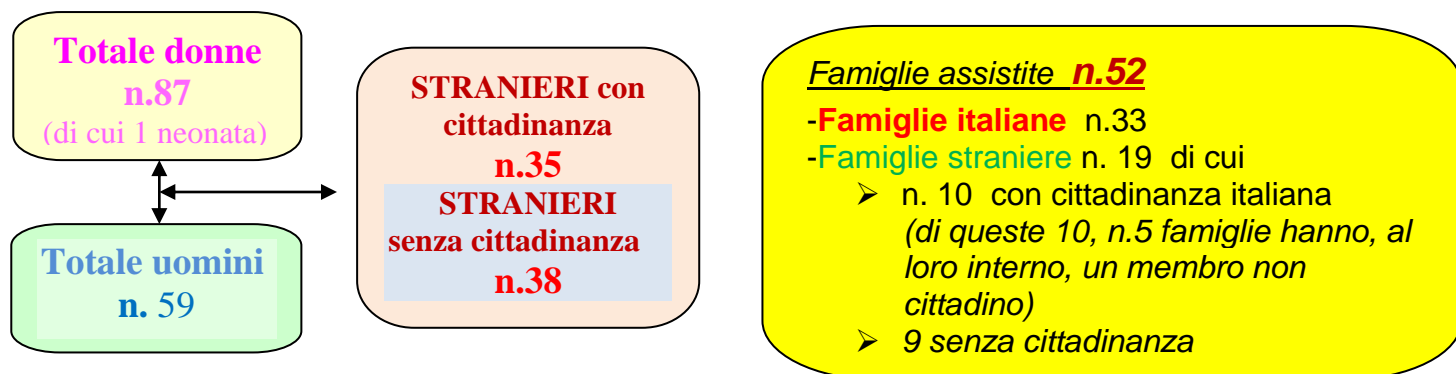 Totale donne
n.87
(di cui 1 neonata)
Totale uomini
n. 59
STRANIERI con
cittadinanza
n.35
STRANIERI
senza cittadinanza
n.38
Famiglie assistite n.52
-Famiglie italiane n.33
-Famiglie straniere n. 19 di cui
➢ n. 10 con cittadinanza italiana
(di queste 10, n.5 famiglie hanno, al
loro interno, un membro non
cittadino)
➢ 9 senza cittadinanza